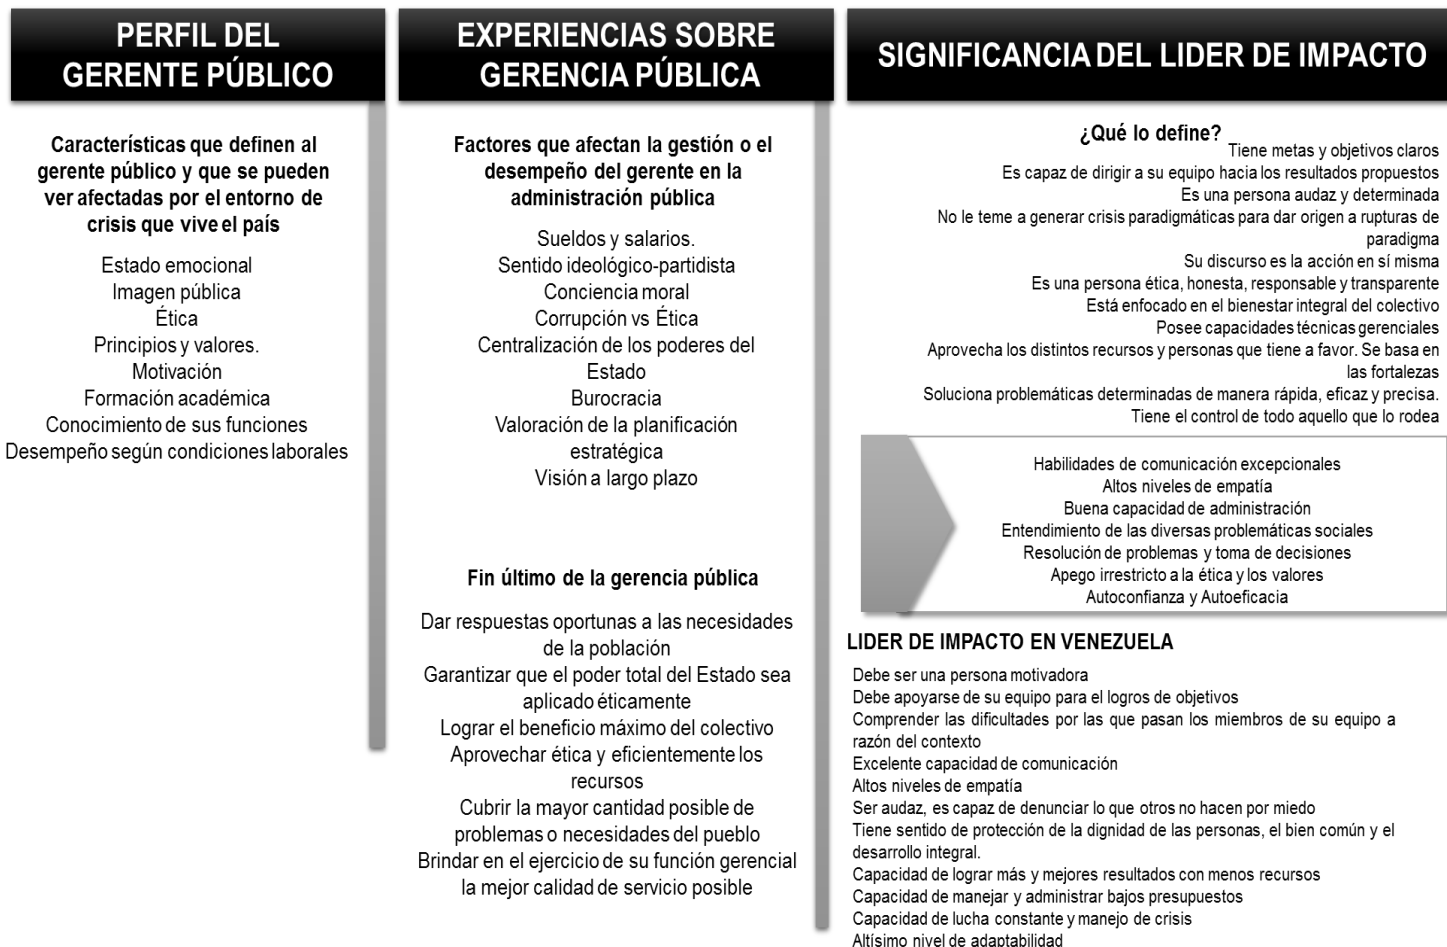 PERFIL DEL
GERENTE PÚBLICO
Características que definen al
gerente público y que se pueden
ver afectadas por el entorno de
crisis que vive el país
Estado emocional
Imagen pública
Ética
Principios y valores.
Motivación
Formación académica
Conocimiento de sus funciones
Desempeño según condiciones laborales
EXPERIENCIAS SOBRE
GERENCIA PÚBLICA
Factores que afectan la gestión o el
desempeño del gerente en la
administración pública
Sueldos y salarios.
Sentido ideológico-partidista
Conciencia moral
Corrupción vs Ética
Centralización de los poderes del
Estado
Burocracia
Valoración de la planificación
estratégica
Visión a largo plazo
Fin último de la gerencia pública
Dar respuestas oportunas a las necesidades
de la población
Garantizar que el poder total del Estado sea
aplicado éticamente
Lograr el beneficio máximo del colectivo
Aprovechar ética y eficientemente los
recursos
Cubrir la mayor cantidad posible de
problemas o necesidades del pueblo
Brindar en el ejercicio de su función gerencial
la mejor calidad de servicio posible
SIGNIFICANCIA DEL LIDER DE IMPACTO
¿Qué lo define?
Tiene metas y objetivos claros
Es capaz de dirigir a su equipo hacia los resultados propuestos
Es una persona audaz y determinada
No le teme a generar crisis paradigmáticas para dar origen a rupturas de
paradigma
Su discurso es la acción en sí misma
Es una persona ética, honesta, responsable y transparente
Está enfocado en el bienestar integral del colectivo
Posee capacidades técnicas gerenciales
Aprovecha los distintos recursos y personas que tiene a favor. Se basa en
las fortalezas
Soluciona problemáticas determinadas de manera rápida, eficaz y precisa.
Tiene el control de todo aquello que lo rodea
Habilidades de comunicación excepcionales
Altos niveles de empatía
Buena capacidad de administración
Entendimiento de las diversas problemáticas sociales
Resolución de problemas y toma de decisiones
Apego irrestricto a la ética y los valores
Autoconfianza y Autoeficacia
LIDER DE IMPACTO EN VENEZUELA
Debe ser una persona motivadora
Debe apoyarse de su equipo para el logros de objetivos
Comprender las dificultades por las que pasan los miembros de su equipo a
razón del contexto
Excelente capacidad de comunicación
Altos niveles de empatía
Ser audaz, es capaz de denunciar lo que otros no hacen por miedo
Tiene sentido de protección de la dignidad de las personas, el bien común y el
desarrollo integral.
Capacidad de lograr más y mejores resultados con menos recursos
Capacidad de manejar y administrar bajos presupuestos
Capacidad de lucha constante y manejo de crisis
Altísimo nivel de adaptabilidad